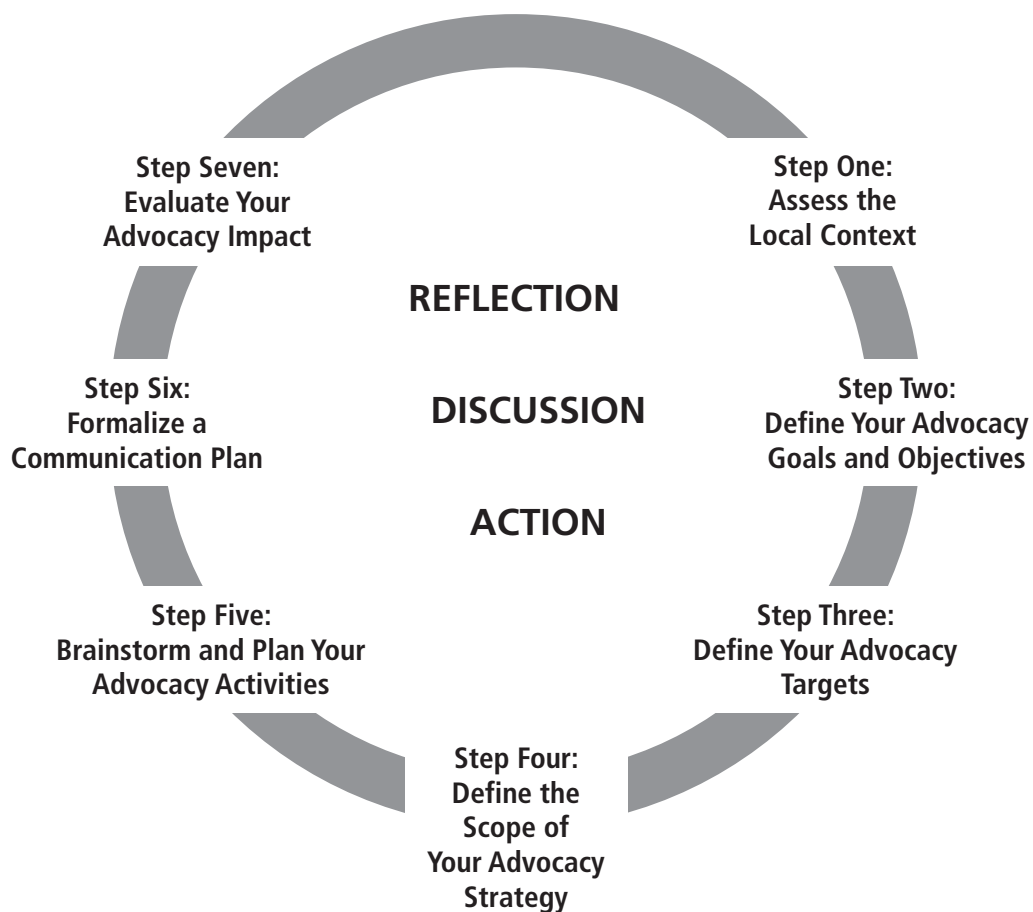 Step One:
Assess the
Local Context
Step Two:
Define Your Advocacy
Goals and Objectives
Step Three:
Define Your Advocacy
Targets
Step Four:
Define the
Scope of
Your Advocacy
Strategy
Step Five:
Brainstorm and Plan Your
Advocacy Activities
Step Six:
Formalize a
Communication Plan
Step Seven:
Evaluate Your
Advocacy Impact
REFLECTION
DISCUSSION
ACTION